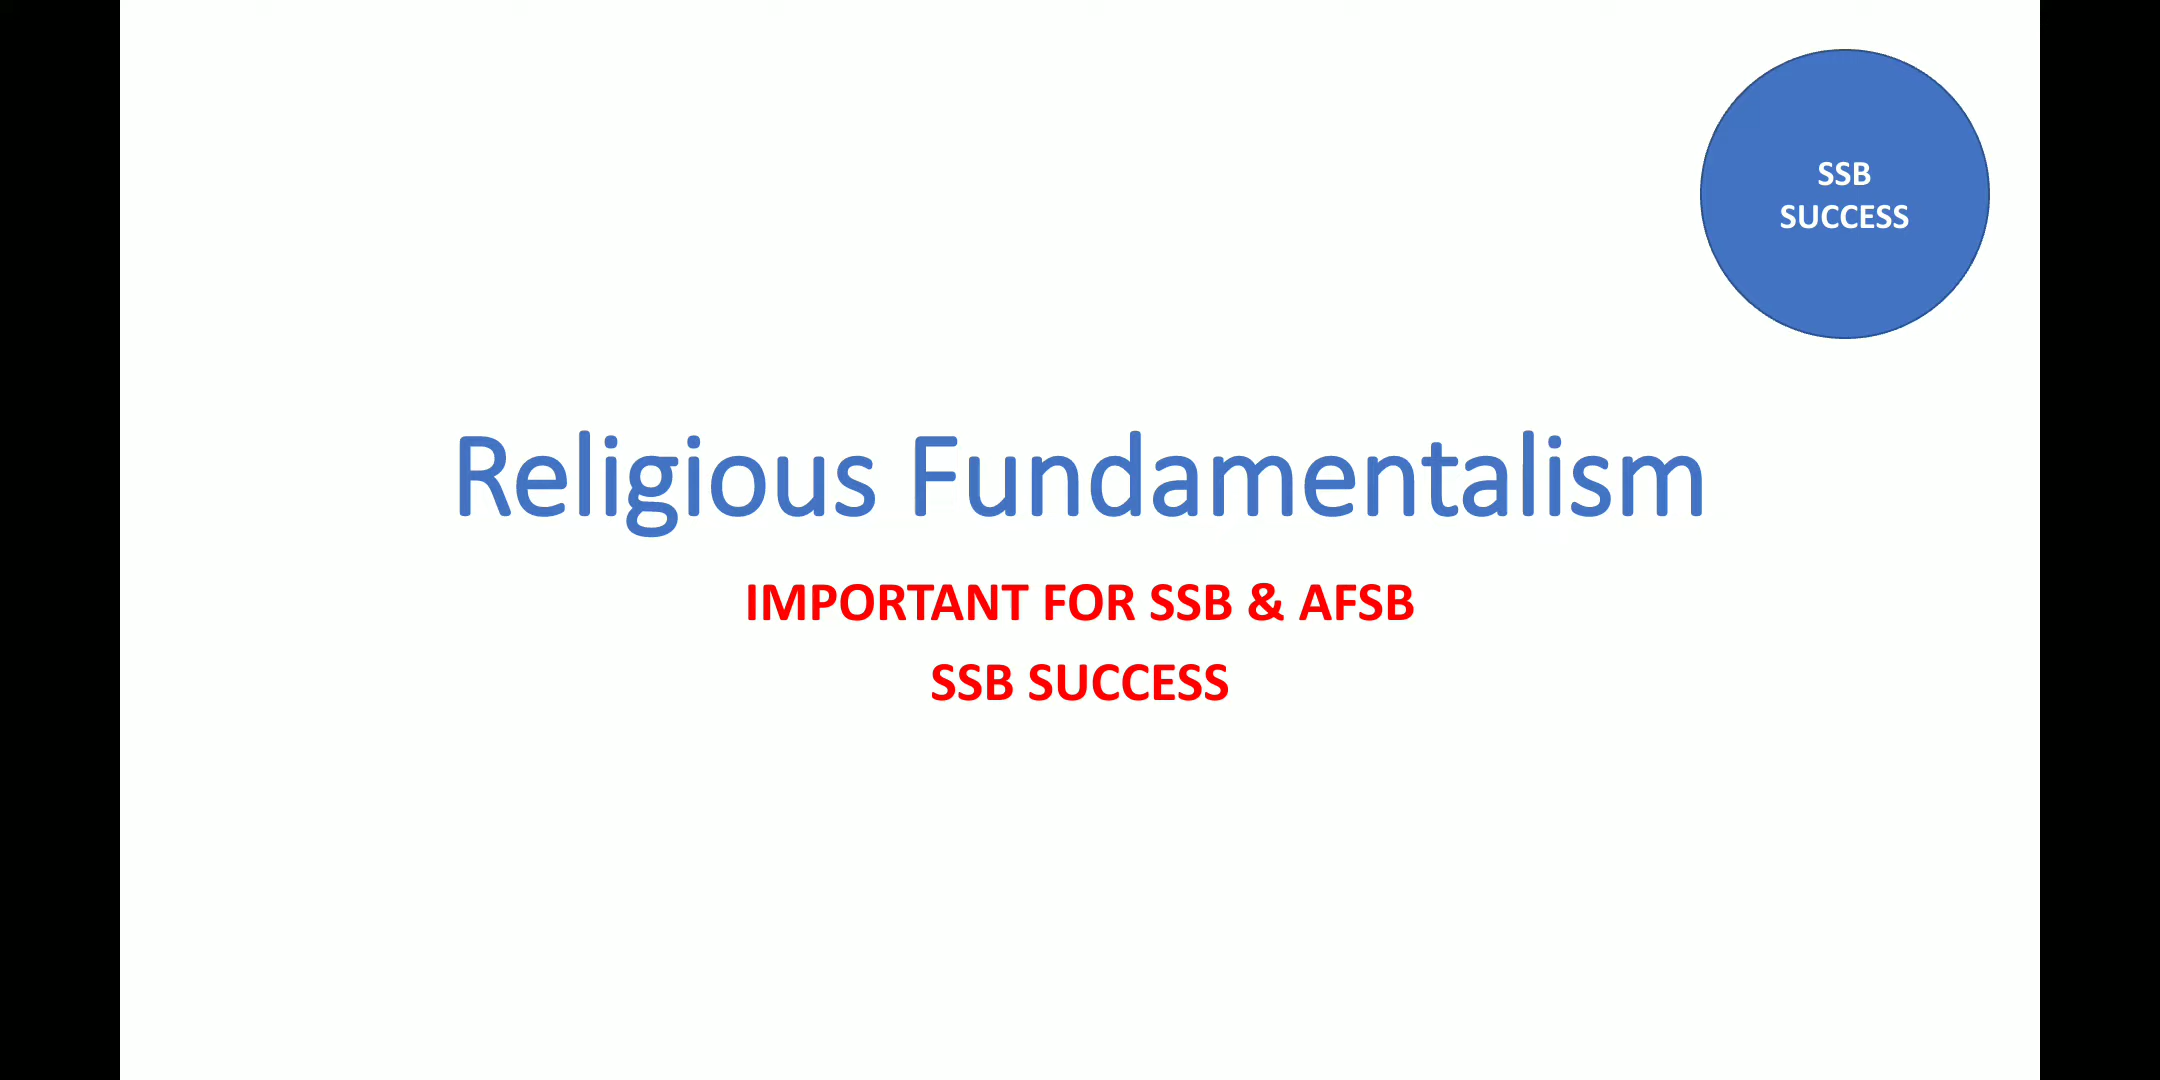 SSB
SUCCESS
Religious Fundamentalism
IMPORTANT FOR SSB & AFSB
SSB SUCCESS